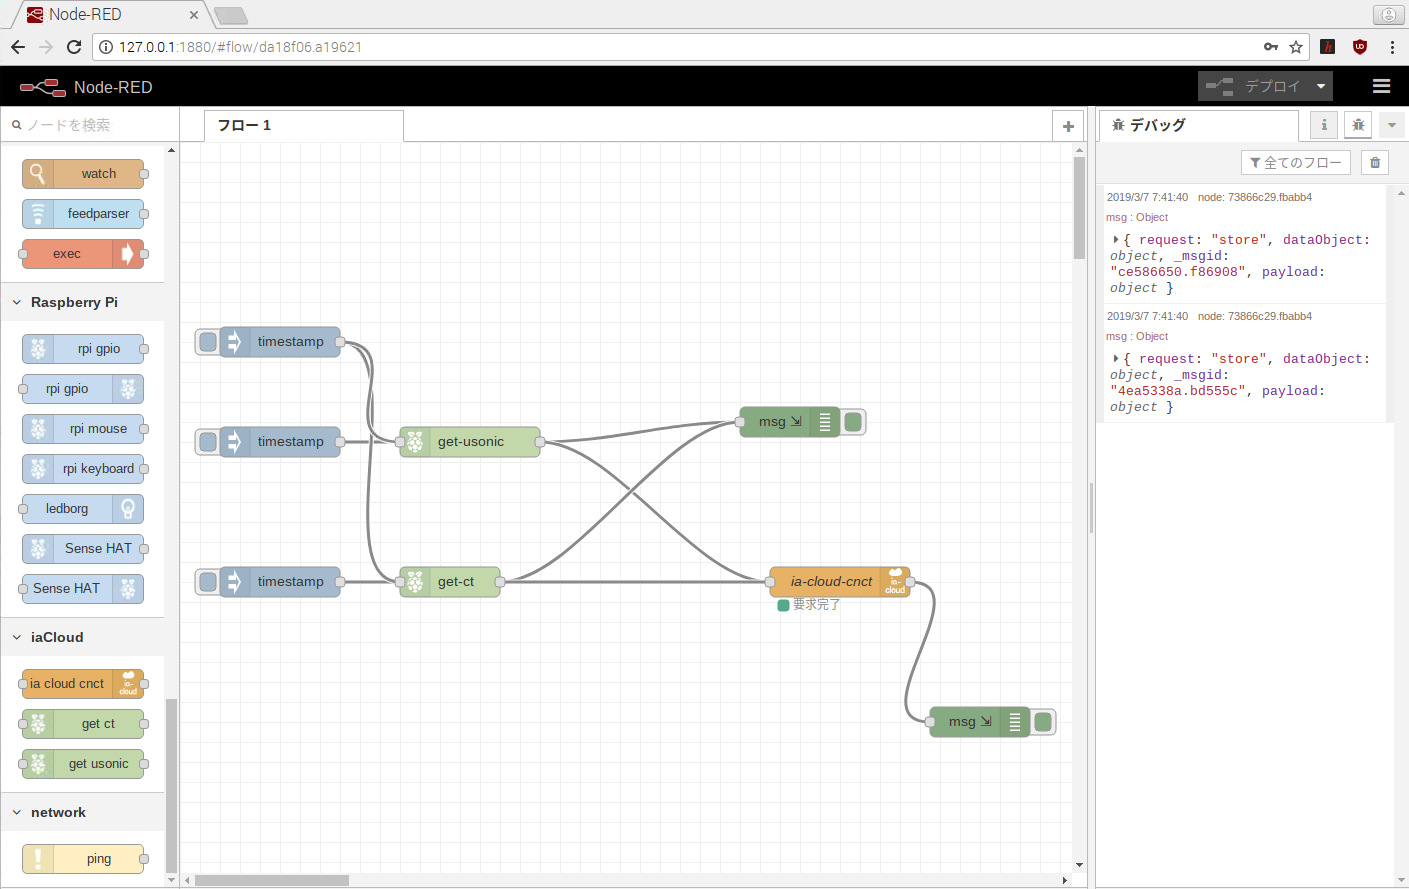 Node-RED
127.0.0.1:1880/#flow/da18f06.a19621
Node-RED
デプロイ
ノードを検索
フロー 1
デバッグ
全てのフロー
watch
feedparser
exec
Raspberry Pi
rpi gpio
rpi gpio
rpi mouse
rpi keyboard
ledborg
Sense HAT
Sense HAT
iaCloud
ia cloud cnct
ia-
cloud
get ct
get usonic
network
ping
timestamp
timestamp
timestamp
get-usonic
get-ct
msg
ia-cloud-cnct
ia-
cloud
要求完了
msg
2019/3/7 7:41:40 node: 73866c29.fbabb4
msg : Object
{ request: "store", dataObject:
object, _msgid:
"ce586650.f86908", payload:
object }
2019/3/7 7:41:40 node: 73866c29.fbabb4
msg : Object
{ request: "store", dataObject:
object, _msgid:
"4ea5338a.bd555c", payload:
object }